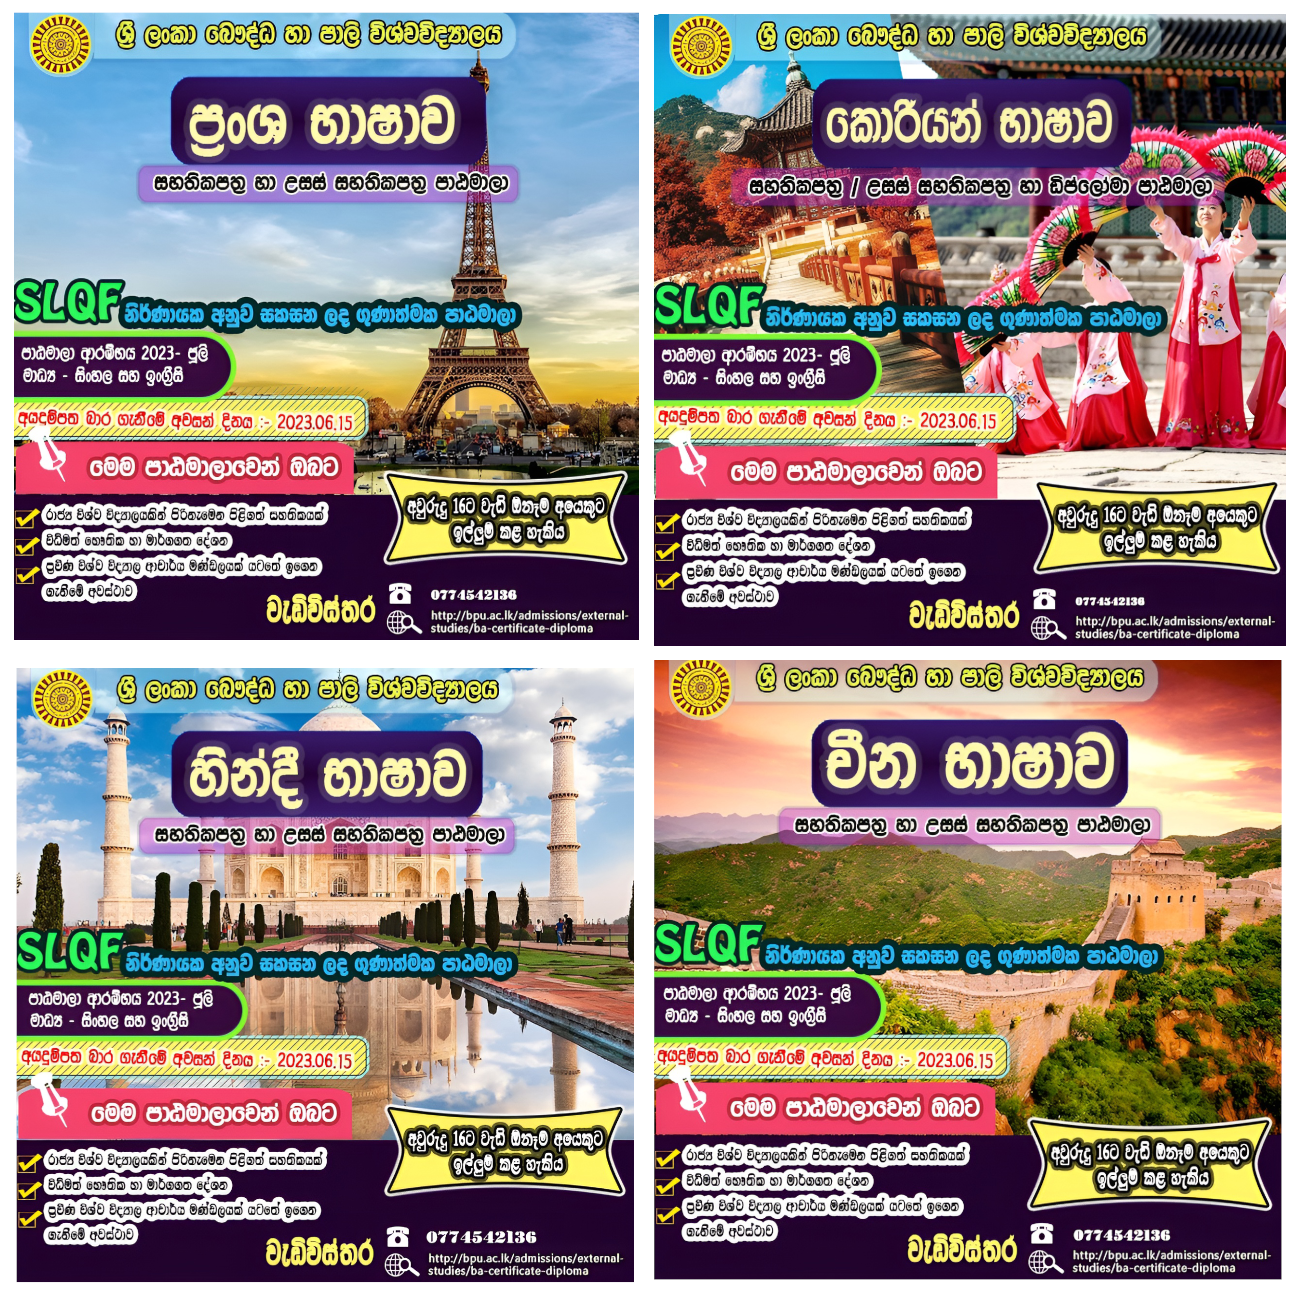 ශ්‍රී ලංකා බෞද්ධ හා පාලි විශ්වවිද්‍යාලය
ප්‍රංශ භාෂාව
සහතිකපත්‍ර හා උසස් සහතිකපත්‍ර පාඨමාලා
SLQF නිර්ණායක අනුව සකසන ලද ගුණාත්මක පාඨමාලා
පාඨමාලා ආරම්භය 2023- ජූලි
මාධ්‍ය - සිංහල සහ ඉංග්‍රීසි
අයදුම්පත භාර ගැනීමේ අවසන් දිනය :- 2023.06.15
මෙම පාඨමාලාවෙන් ඔබට
රාජ්‍ය විශ්ව විද්‍යාලයකින් පිරිනැමෙන පිළිගත් සහතිකයක්
විධිමත් භෞතික හා මාර්ගගත දේශන
ප්‍රවීණ විශ්ව විද්‍යාල ආචාර්ය මණ්ඩලයක් යටතේ ඉගෙන
ගැනීමේ අවස්ථාව
අවුරුදු 16ට වැඩි ඕනෑම අයෙකුට
ඉල්ලුම් කළ හැකිය
වැඩිවිස්තර
0774542136
http://bpu.ac.lk/admissions/external-
studies/ba-certificate-diploma
ශ්‍රී ලංකා බෞද්ධ හා පාලි විශ්වවිද්‍යාලය
කොරියන් භාෂාව
සහතිකපත්‍ර / උසස් සහතිකපත්‍ර හා ඩිප්ලෝමා පාඨමාලා
SLQF නිර්ණායක අනුව සකසන ලද ගුණාත්මක පාඨමාලා
පාඨමාලා ආරම්භය 2023- ජූලි
මාධ්‍ය - සිංහල සහ ඉංග්‍රීසි
අයදුම්පත භාර ගැනීමේ අවසන් දිනය :- 2023.06.15
මෙම පාඨමාලාවෙන් ඔබට
රාජ්‍ය විශ්ව විද්‍යාලයකින් පිරිනැමෙන පිළිගත් සහතිකයක්
විධිමත් භෞතික හා මාර්ගගත දේශන
ප්‍රවීණ විශ්ව විද්‍යාල ආචාර්ය මණ්ඩලයක් යටතේ ඉගෙන
ගැනීමේ අවස්ථාව
අවුරුදු 16ට වැඩි ඕනෑම අයෙකුට
ඉල්ලුම් කළ හැකිය
වැඩිවිස්තර
0774542136
http://bpu.ac.lk/admissions/external-
studies/ba-certificate-diploma
ශ්‍රී ලංකා බෞද්ධ හා පාලි විශ්වවිද්‍යාලය
හින්දී භාෂාව
සහතිකපත්‍ර හා උසස් සහතිකපත්‍ර පාඨමාලා
SLQF නිර්ණායක අනුව සකසන ලද ගුණාත්මක පාඨමාලා
පාඨමාලා ආරම්භය 2023- ජූලි
මාධ්‍ය - සිංහල සහ ඉංග්‍රීසි
අයදුම්පත භාර ගැනීමේ අවසන් දිනය :- 2023.06.15
මෙම පාඨමාලාවෙන් ඔබට
රාජ්‍ය විශ්ව විද්‍යාලයකින් පිරිනැමෙන පිළිගත් සහතිකයක්
විධිමත් භෞතික හා මාර්ගගත දේශන
ප්‍රවීණ විශ්ව විද්‍යාල ආචාර්ය මණ්ඩලයක් යටතේ ඉගෙන
ගැනීමේ අවස්ථාව
අවුරුදු 16ට වැඩි ඕනෑම අයෙකුට
ඉල්ලුම් කළ හැකිය
වැඩිවිස්තර
0774542136
http://bpu.ac.lk/admissions/external-
studies/ba-certificate-diploma
ශ්‍රී ලංකා බෞද්ධ හා පාලි විශ්වවිද්‍යාලය
චීන භාෂාව
සහතිකපත්‍ර හා උසස් සහතිකපත්‍ර පාඨමාලා
SLQF නිර්ණායක අනුව සකසන ලද ගුණාත්මක පාඨමාලා
පාඨමාලා ආරම්භය 2023- ජූලි
මාධ්‍ය - සිංහල සහ ඉංග්‍රීසි
අයදුම්පත භාර ගැනීමේ අවසන් දිනය :- 2023.06.15
මෙම පාඨමාලාවෙන් ඔබට
රාජ්‍ය විශ්ව විද්‍යාලයකින් පිරිනැමෙන පිළිගත් සහතිකයක්
විධිමත් භෞතික හා මාර්ගගත දේශන
ප්‍රවීණ විශ්ව විද්‍යාල ආචාර්ය මණ්ඩලයක් යටතේ ඉගෙන
ගැනීමේ අවස්ථාව
අවුරුදු 16ට වැඩි ඕනෑම අයෙකුට
ඉල්ලුම් කළ හැකිය
වැඩිවිස්තර
0774542136
http://bpu.ac.lk/admissions/external-
studies/ba-certificate-diploma